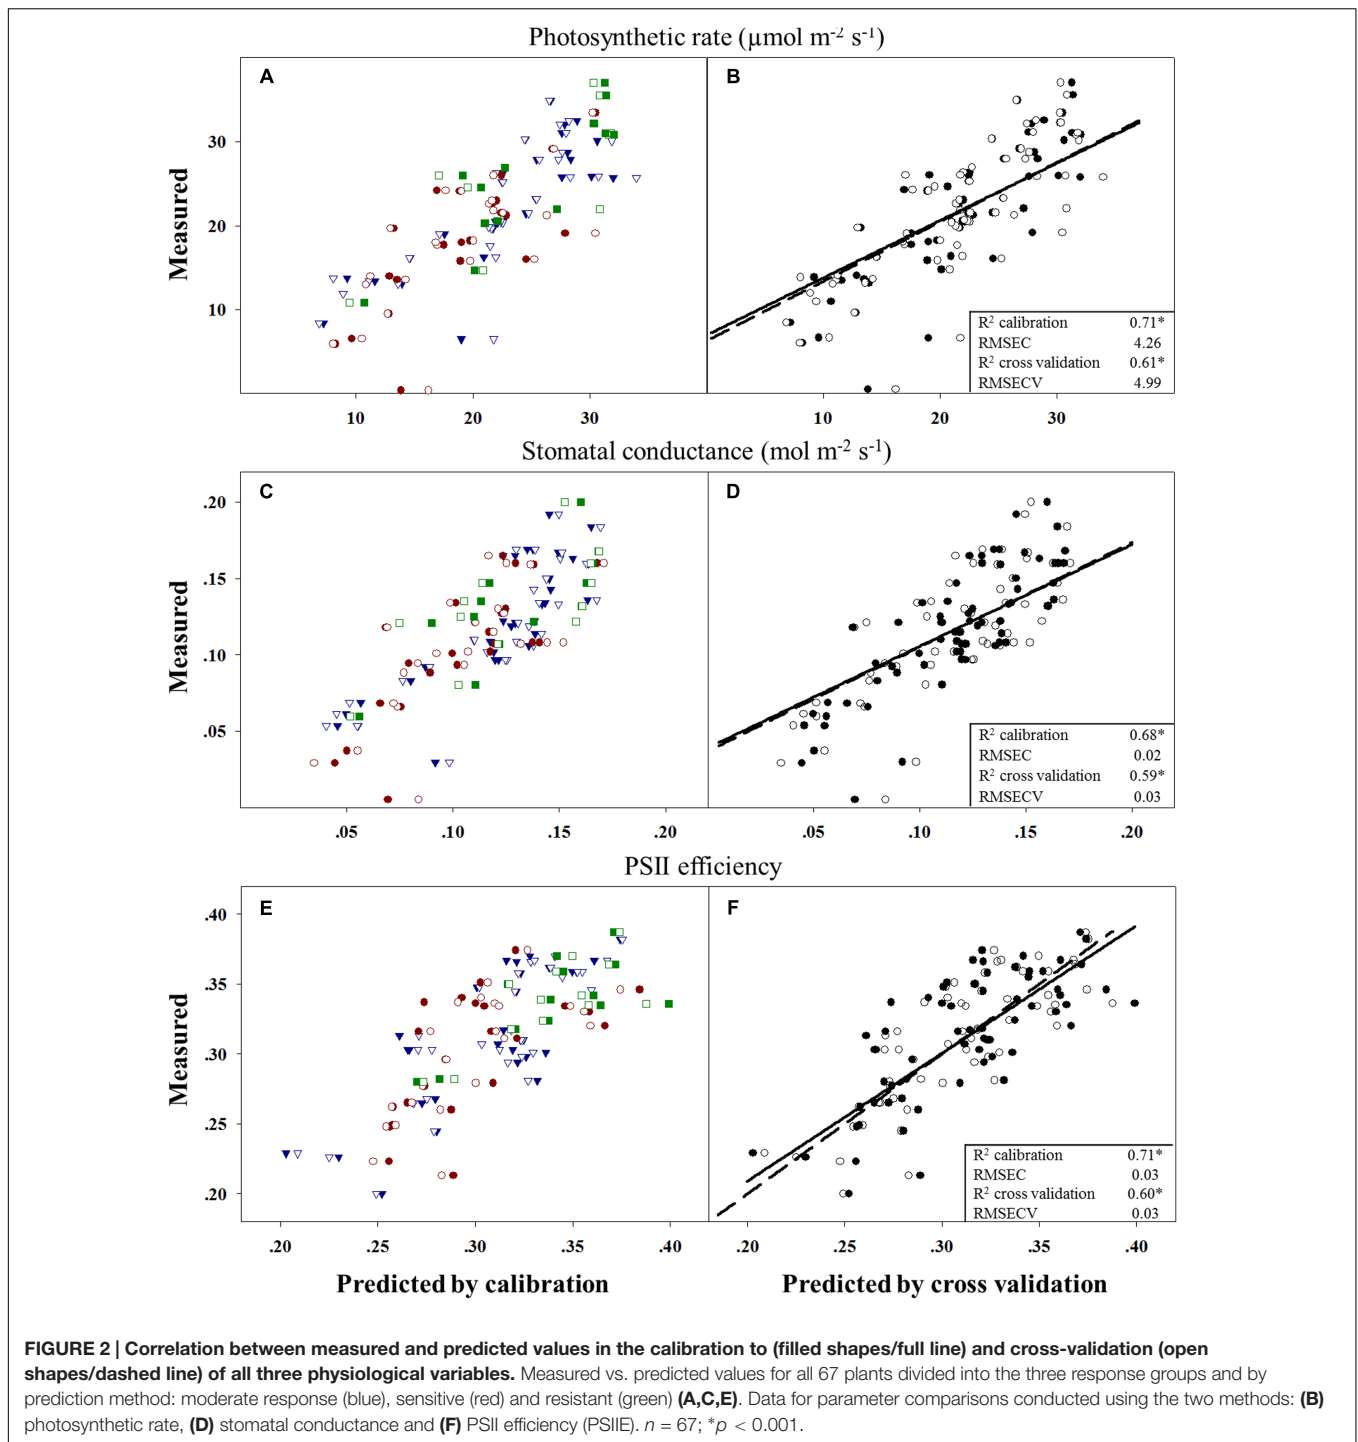 Photosynthetic rate (µmol m-2 s-1)
A
B
Measured
30
20
10
R2 calibration 0.71*
RMSEC 4.26
R2 cross validation 0.61*
RMSECV 4.99
10 20 30 10 20 30
Stomatal conductance (mol m-2 s-1)
C
D
Measured
.20
.15
.10
.05
R2 calibration 0.68*
RMSEC 0.02
R2 cross validation 0.59*
RMSECV 0.03
.05 .10 .15 .20 .05 .10 .15 .20
PSII efficiency
E
F
Measured
.40
.35
.30
.25
.20
R2 calibration 0.71*
RMSEC 0.03
R2 cross validation 0.60*
RMSECV 0.03
.20 .25 .30 .35 .40 .20 .25 .30 .35 .40
Predicted by calibration Predicted by cross validation
FIGURE 2 | Correlation between measured and predicted values in the calibration to (filled shapes/full line) and cross-validation (open
shapes/dashed line) of all three physiological variables. Measured vs. predicted values for all 67 plants divided into the three response groups and by
prediction method: moderate response (blue), sensitive (red) and resistant (green) (A,C,E). Data for parameter comparisons conducted using the two methods: (B)
photosynthetic rate, (D) stomatal conductance and (F) PSII efficiency (PSIIE). n = 67; *p < 0.001.